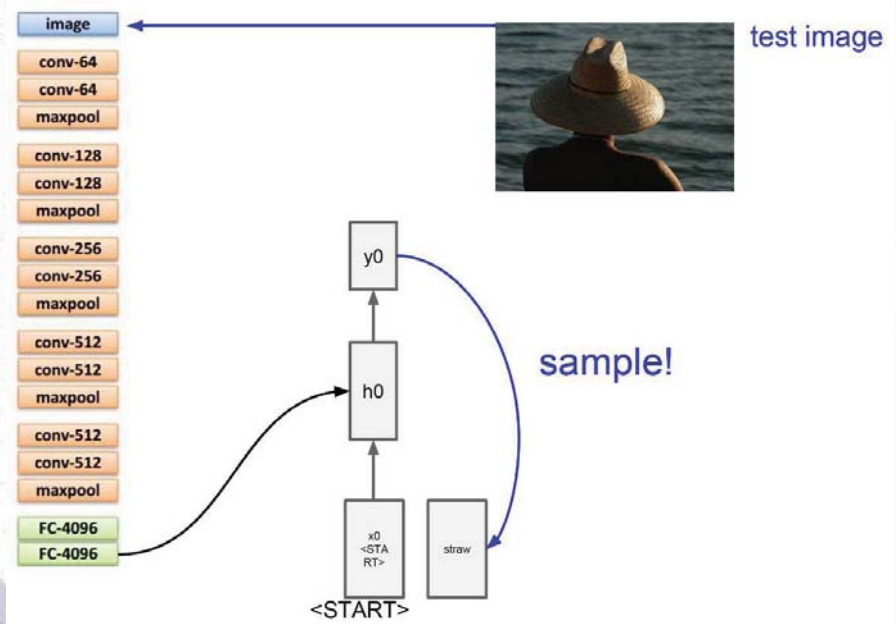 image
test image
conv-64
conv-64
maxpool
conv-128
conv-128
maxpool
conv-256
conv-256
maxpool
conv-512
conv-512
maxpool
conv-512
conv-512
maxpool
FC-4096
FC-4096
y0
h0
sample!
x0
<STA
RT>
straw
<START>